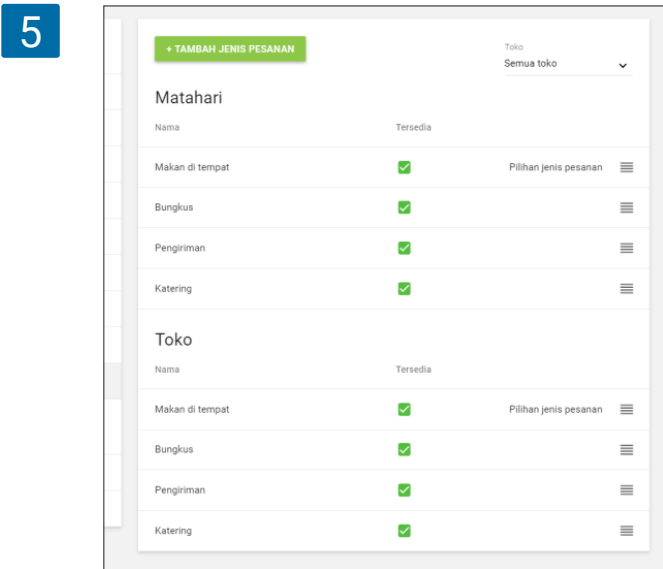 5
+ TAMBAH JENIS PESANAN
Toko
Semua toko
Matahari
Nama Tersedia
Makan di tempat Pilihan jenis pesanan
Bungkus
Pengiriman
Katering
Toko
Nama Tersedia
Makan di tempat Pilihan jenis pesanan
Bungkus
Pengiriman
Katering